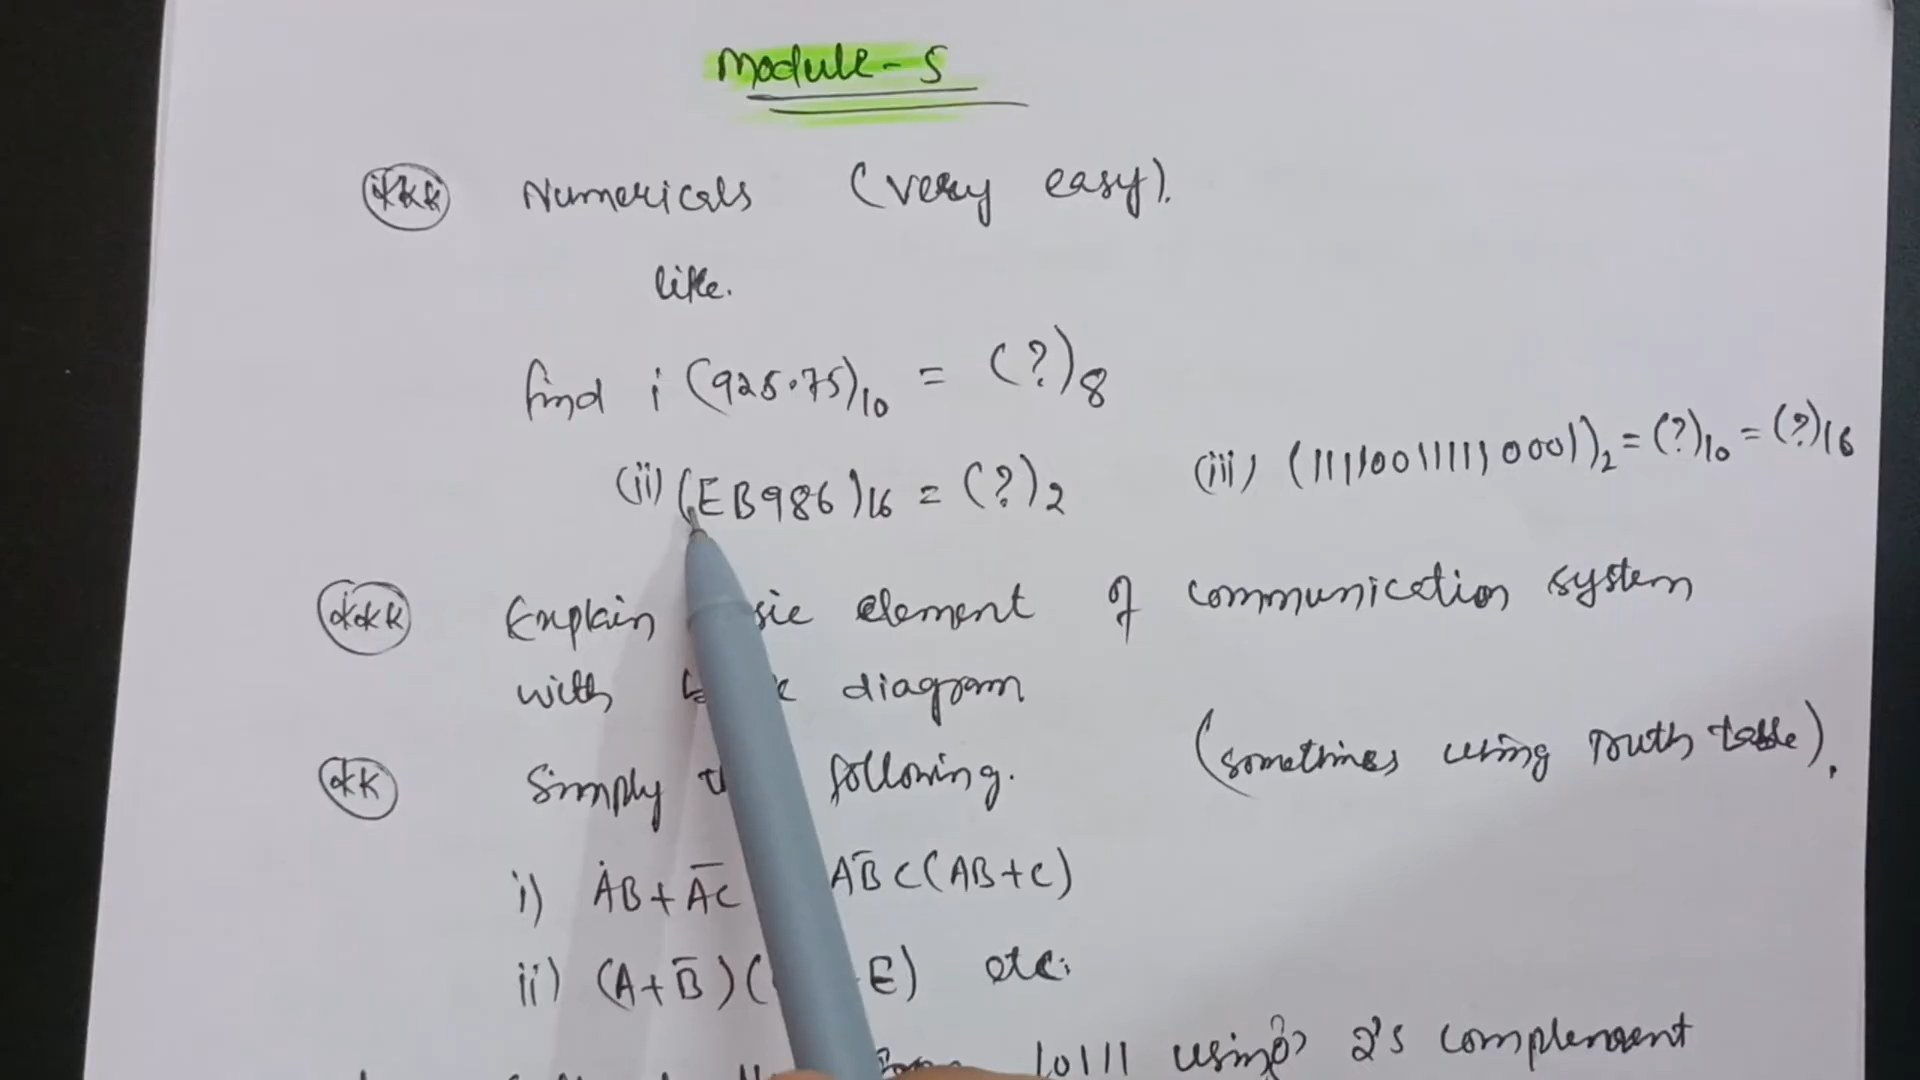 Module - 5
*** Numericals (very easy).
like.
find i (925.75)10 = (?)8
(ii) (EB986)16 = (?)2 (iii) (111100111110001)2 = (?)10 = (?)16
*** Explain element of communication system
with diagram
** Simply following. (sometimes using truth table).
i) AB + A̅C̅ AB̅C(AB+C)
ii) (A+B̅)( E) etc.
10111 using 2's complement